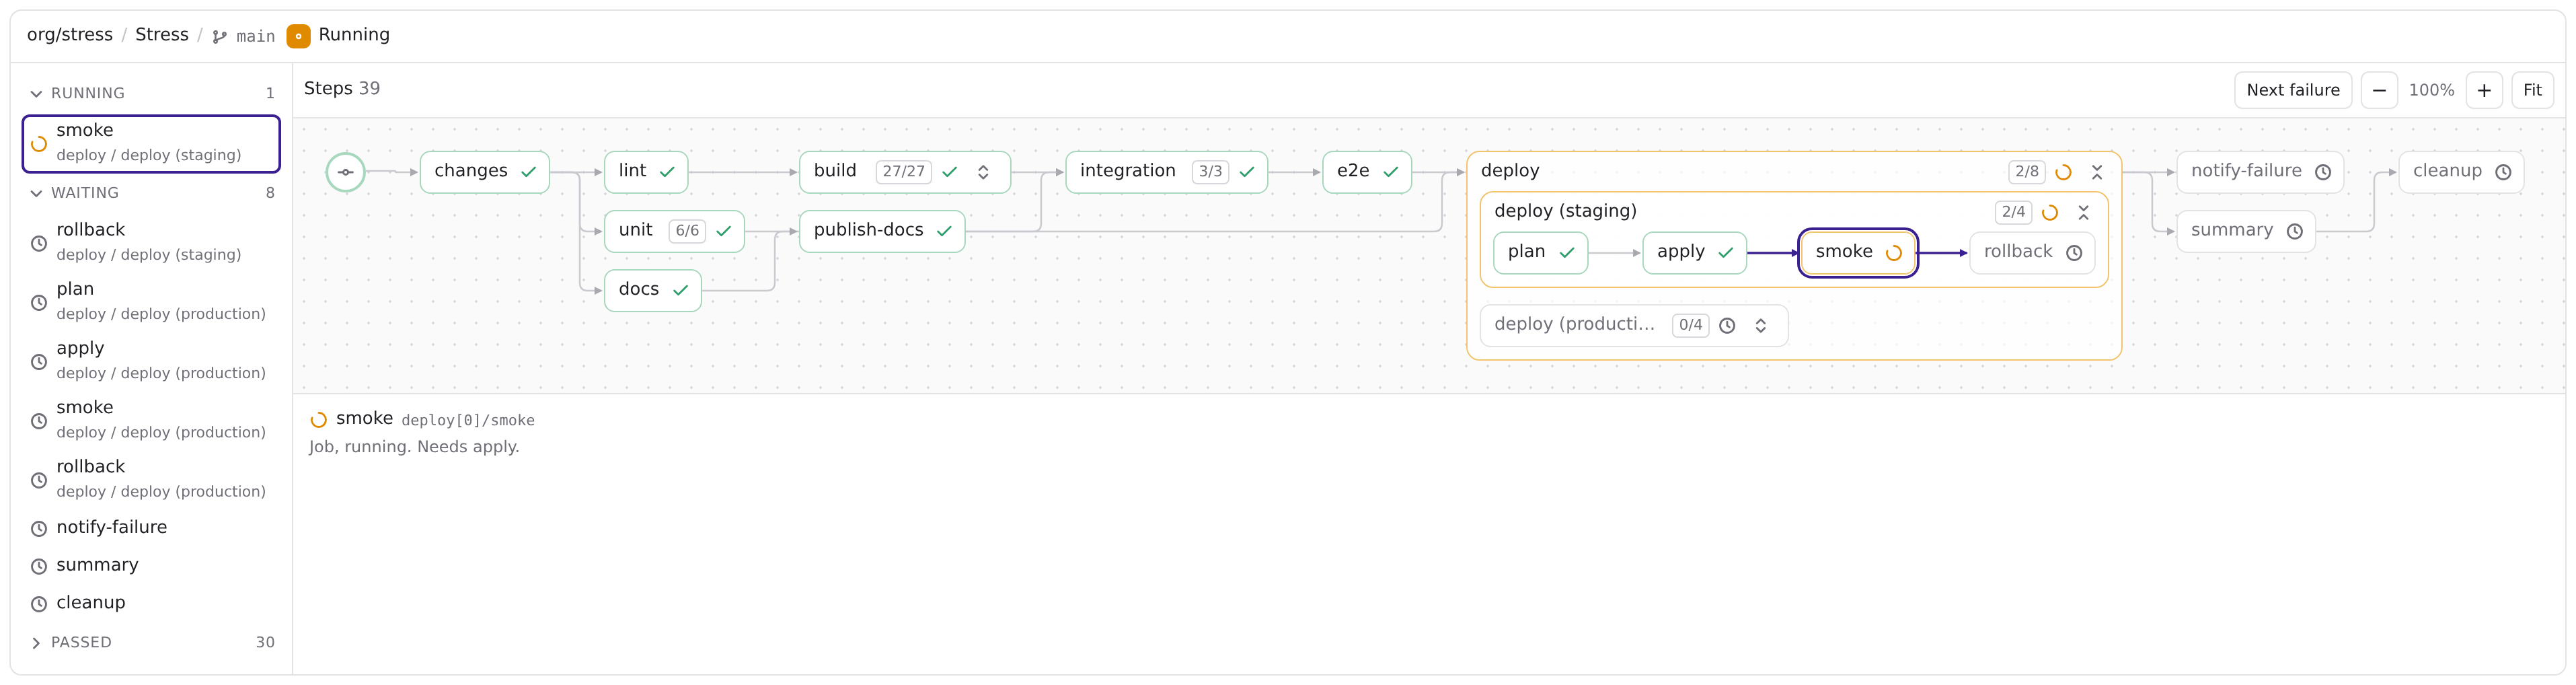 org/stress / Stress / main Running
RUNNING 1
smoke
deploy / deploy (staging)
WAITING 8
rollback
deploy / deploy (staging)
plan
deploy / deploy (production)
apply
deploy / deploy (production)
smoke
deploy / deploy (production)
rollback
deploy / deploy (production)
notify-failure
summary
cleanup
PASSED 30
Steps 39
Next failure − 100% + Fit
changes
lint
build 27/27
integration 3/3
e2e
deploy 2/8
notify-failure
cleanup
unit 6/6
publish-docs
deploy (staging) 2/4
summary
plan
apply
smoke
rollback
docs
deploy (producti... 0/4
smoke deploy[0]/smoke
Job, running. Needs apply.